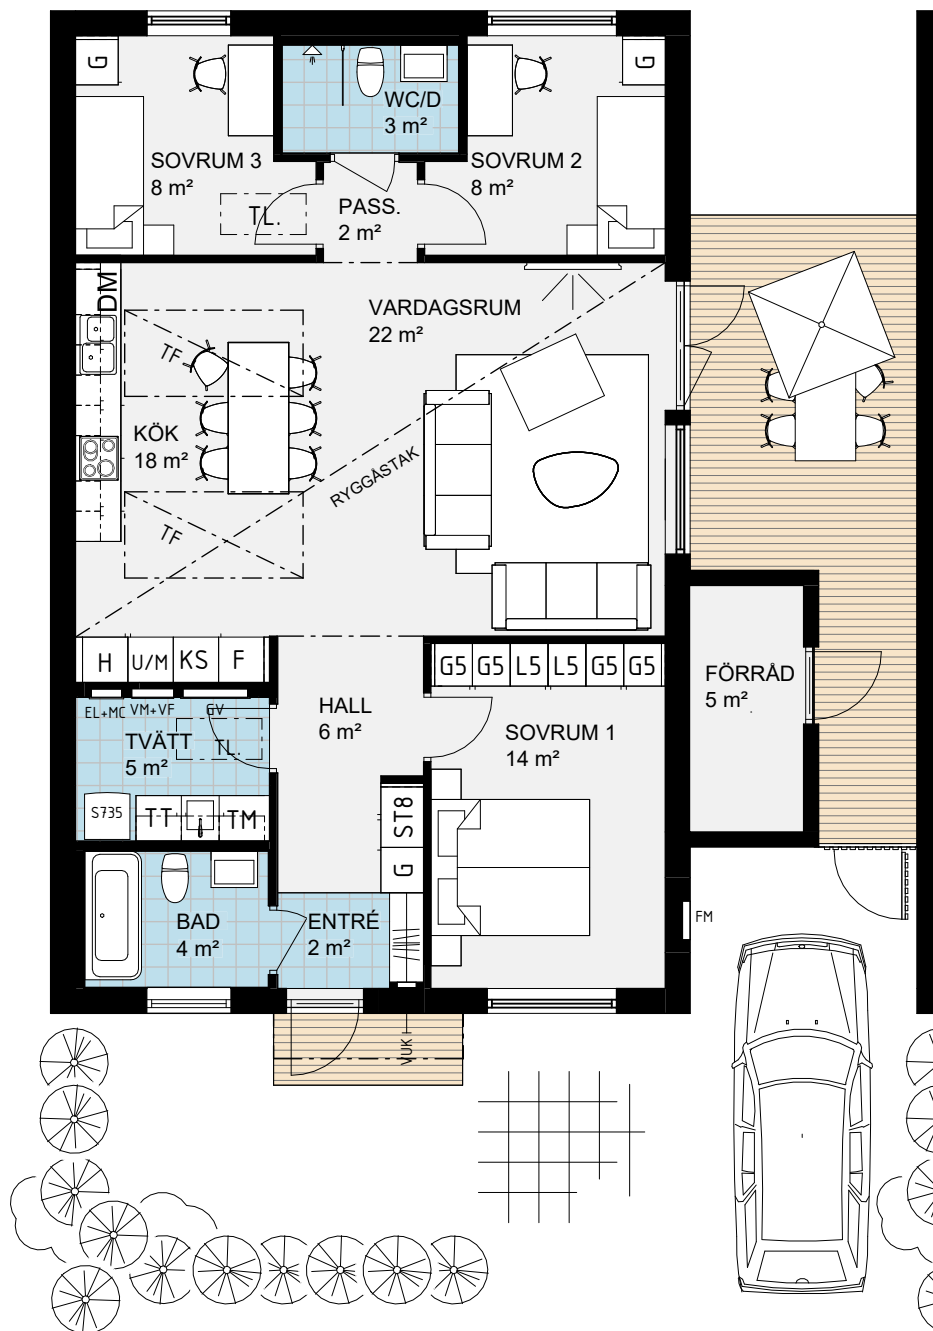 G
G
WC/D
3 m²
SOVRUM 3
8 m²
SOVRUM 2
8 m²
TL.
PASS.
2 m²
DM
VARDAGSRUM
22 m²
TF
KÖK
18 m²
RYGGÅSTAK
TF
H
U/M
KS
F
G5
G5
L5
L5
G5
G5
EL+MC
VM+VF
GV
HALL
6 m²
FÖRRÅD
5 m²
TVÄTT
5 m²
TL.
SOVRUM 1
14 m²
S735
TT
TM
ST8
G
BAD
4 m²
ENTRÉ
2 m²
FM
VUK